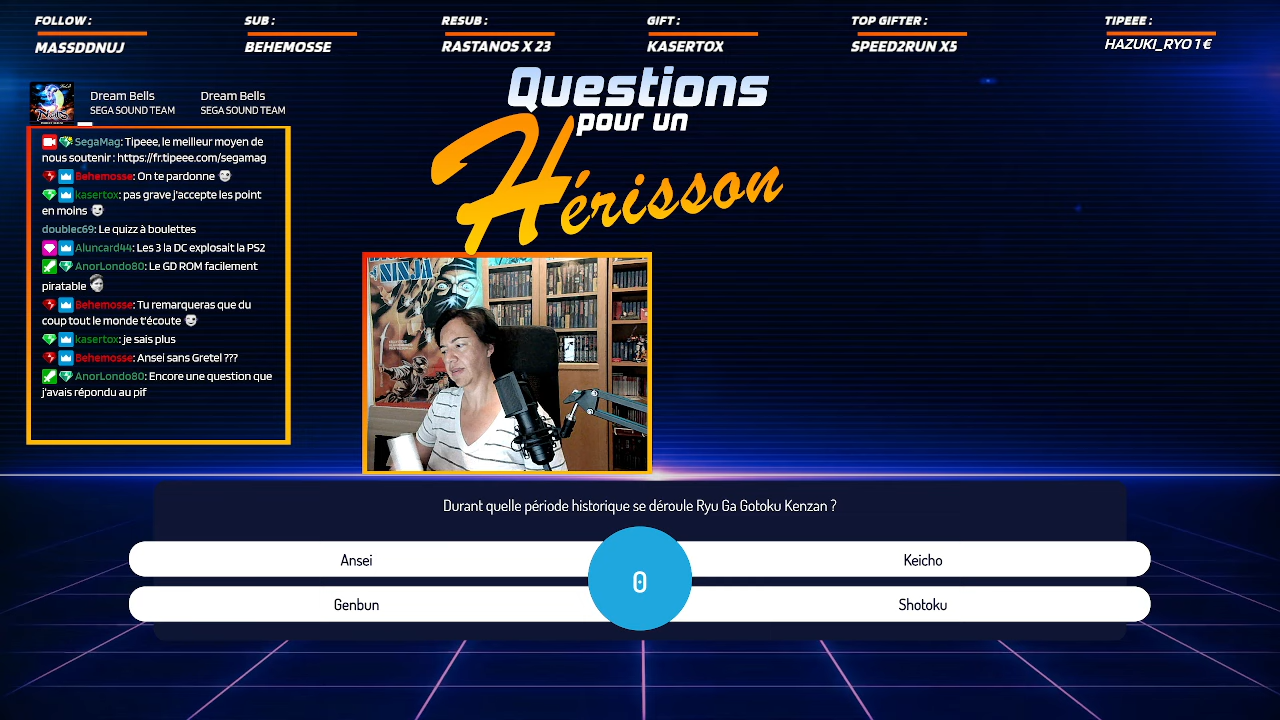 FOLLOW :
MASSDDNUJ
SUB :
BEHEMOSSE
RESUB :
RASTANOS X 23
GIFT :
KASERTOX
TOP GIFTER :
SPEED2RUN X5
TIPEEE :
HAZUKI_RYO 1 €
Questions
pour un
Hérisson
Dream Bells
SEGA SOUND TEAM
Dream Bells
SEGA SOUND TEAM
SegaMag: Tipeee, le meilleur moyen de
nous soutenir : https://fr.tipeee.com/segamag
Behemosse: On te pardonne
kasertox: pas grave j'accepte les point
en moins
doublec69: Le quizz à boulettes
Aluncard44: Les 3 la DC explosait la PS2
AnorLondo80: Le GD ROM facilement
piratable
Behemosse: Tu remarqueras que du
coup tout le monde t'écoute
kasertox: je sais plus
Behemosse: Ansei sans Gretel ???
AnorLondo80: Encore une question que
j'avais répondu au pif
NINJA
Durant quelle période historique se déroule Ryu Ga Gotoku Kenzan ?
Ansei
Keicho
0
Genbun
Shotoku